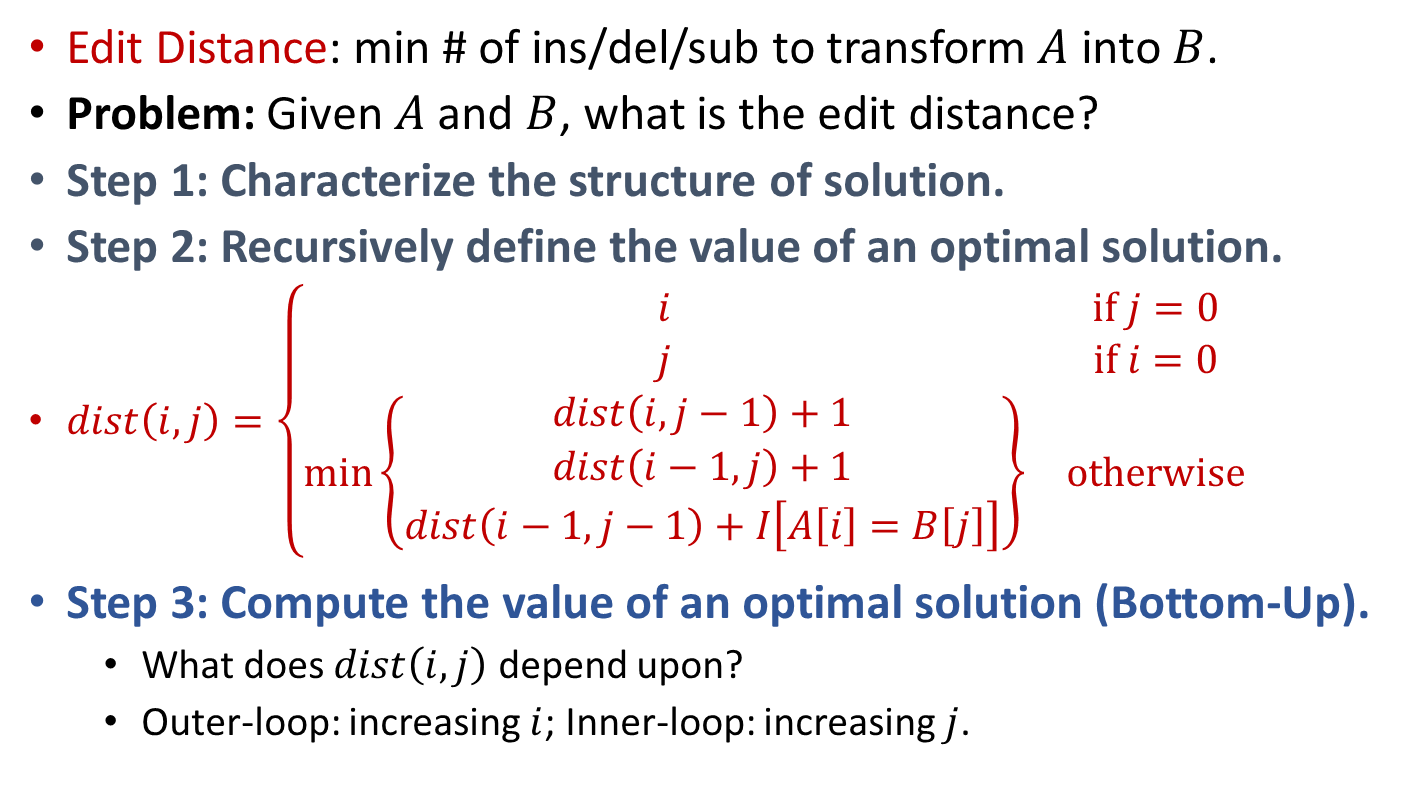 • Edit Distance: min # of ins/del/sub to transform A into B.
• Problem: Given A and B, what is the edit distance?
• Step 1: Characterize the structure of solution.
• Step 2: Recursively define the value of an optimal solution.
i if j = 0
j if i = 0
• dist(i, j) =
dist(i, j − 1) + 1
min { dist(i − 1, j) + 1 } otherwise
dist(i − 1, j − 1) + I[A[i] = B[j]]
• Step 3: Compute the value of an optimal solution (Bottom-Up).
• What does dist(i, j) depend upon?
• Outer-loop: increasing i; Inner-loop: increasing j.